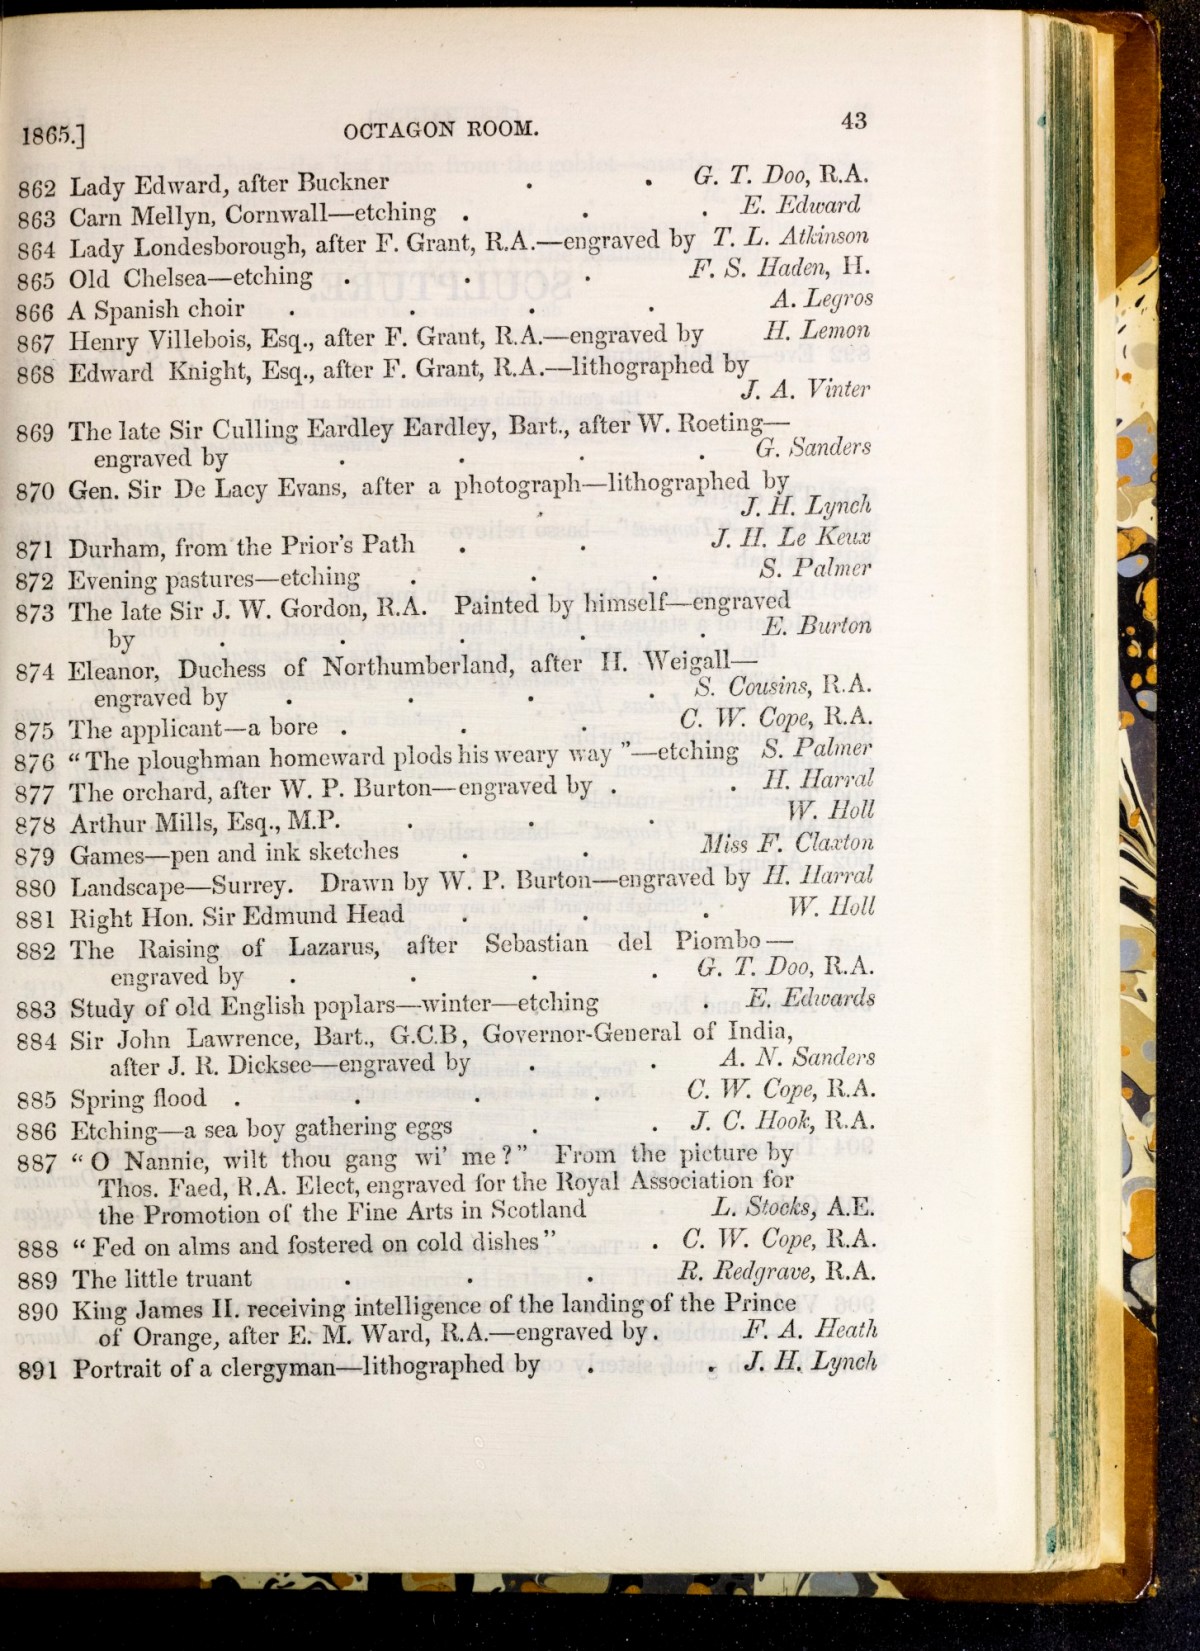 1865.] OCTAGON ROOM. 43
862 Lady Edward, after Buckner . . G. T. Doo, R.A.
863 Carn Mellyn, Cornwall—etching . . . E. Edward
864 Lady Londesborough, after F. Grant, R.A.—engraved by T. L. Atkinson
865 Old Chelsea—etching . . . F. S. Haden, H.
866 A Spanish choir . . . . A. Legros
867 Henry Villebois, Esq., after F. Grant, R.A.—engraved by H. Lemon
868 Edward Knight, Esq., after F. Grant, R.A.—lithographed by
J. A. Vinter
869 The late Sir Culling Eardley Eardley, Bart., after W. Roeting—
engraved by . . . . G. Sanders
870 Gen. Sir De Lacy Evans, after a photograph—lithographed by
J. H. Lynch
871 Durham, from the Prior's Path . . J. H. Le Keux
872 Evening pastures—etching . . . S. Palmer
873 The late Sir J. W. Gordon, R.A. Painted by himself—engraved
by . . . . . E. Burton
874 Eleanor, Duchess of Northumberland, after H. Weigall—
engraved by . . . . S. Cousins, R.A.
875 The applicant—a bore . . . C. W. Cope, R.A.
876 “The ploughman homeward plods his weary way”—etching S. Palmer
877 The orchard, after W. P. Burton—engraved by . . H. Harral
878 Arthur Mills, Esq., M.P. . . . W. Holl
879 Games—pen and ink sketches . . Miss F. Claxton
880 Landscape—Surrey. Drawn by W. P. Burton—engraved by H. Harral
881 Right Hon. Sir Edmund Head . . . W. Holl
882 The Raising of Lazarus, after Sebastian del Piombo—
engraved by . . . . G. T. Doo, R.A.
883 Study of old English poplars—winter—etching . E. Edwards
884 Sir John Lawrence, Bart., G.C.B, Governor-General of India,
after J. R. Dicksee—engraved by . . A. N. Sanders
885 Spring flood . . . . C. W. Cope, R.A.
886 Etching—a sea boy gathering eggs . . J. C. Hook, R.A.
887 “O Nannie, wilt thou gang wi' me?” From the picture by
Thos. Faed, R.A. Elect, engraved for the Royal Association for
the Promotion of the Fine Arts in Scotland . L. Stocks, A.E.
888 “Fed on alms and fostered on cold dishes” . C. W. Cope, R.A.
889 The little truant . . . R. Redgrave, R.A.
890 King James II. receiving intelligence of the landing of the Prince
of Orange, after E. M. Ward, R.A.—engraved by. F. A. Heath
891 Portrait of a clergyman—lithographed by . . J. H. Lynch